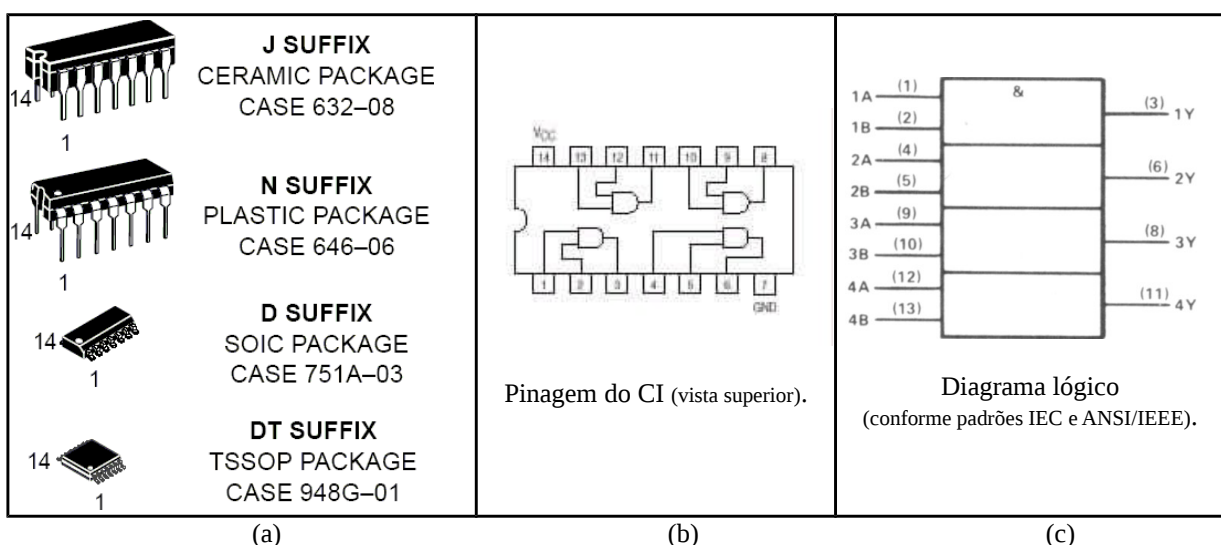 J SUFFIX
CERAMIC PACKAGE
CASE 632–08
14
1
N SUFFIX
PLASTIC PACKAGE
CASE 646–06
14
1
D SUFFIX
SOIC PACKAGE
CASE 751A–03
14
1
DT SUFFIX
TSSOP PACKAGE
CASE 948G–01
14
1
(a)
VCC
14 13 12 11 10 9 8
1 2 3 4 5 6 7
GND
Pinagem do CI (vista superior).
(b)
&
1A (1)
1B (2)
(3) 1Y
2A (4)
2B (5)
(6) 2Y
3A (9)
3B (10)
(8) 3Y
4A (12)
4B (13)
(11) 4Y
Diagrama lógico
(conforme padrões IEC e ANSI/IEEE).
(c)